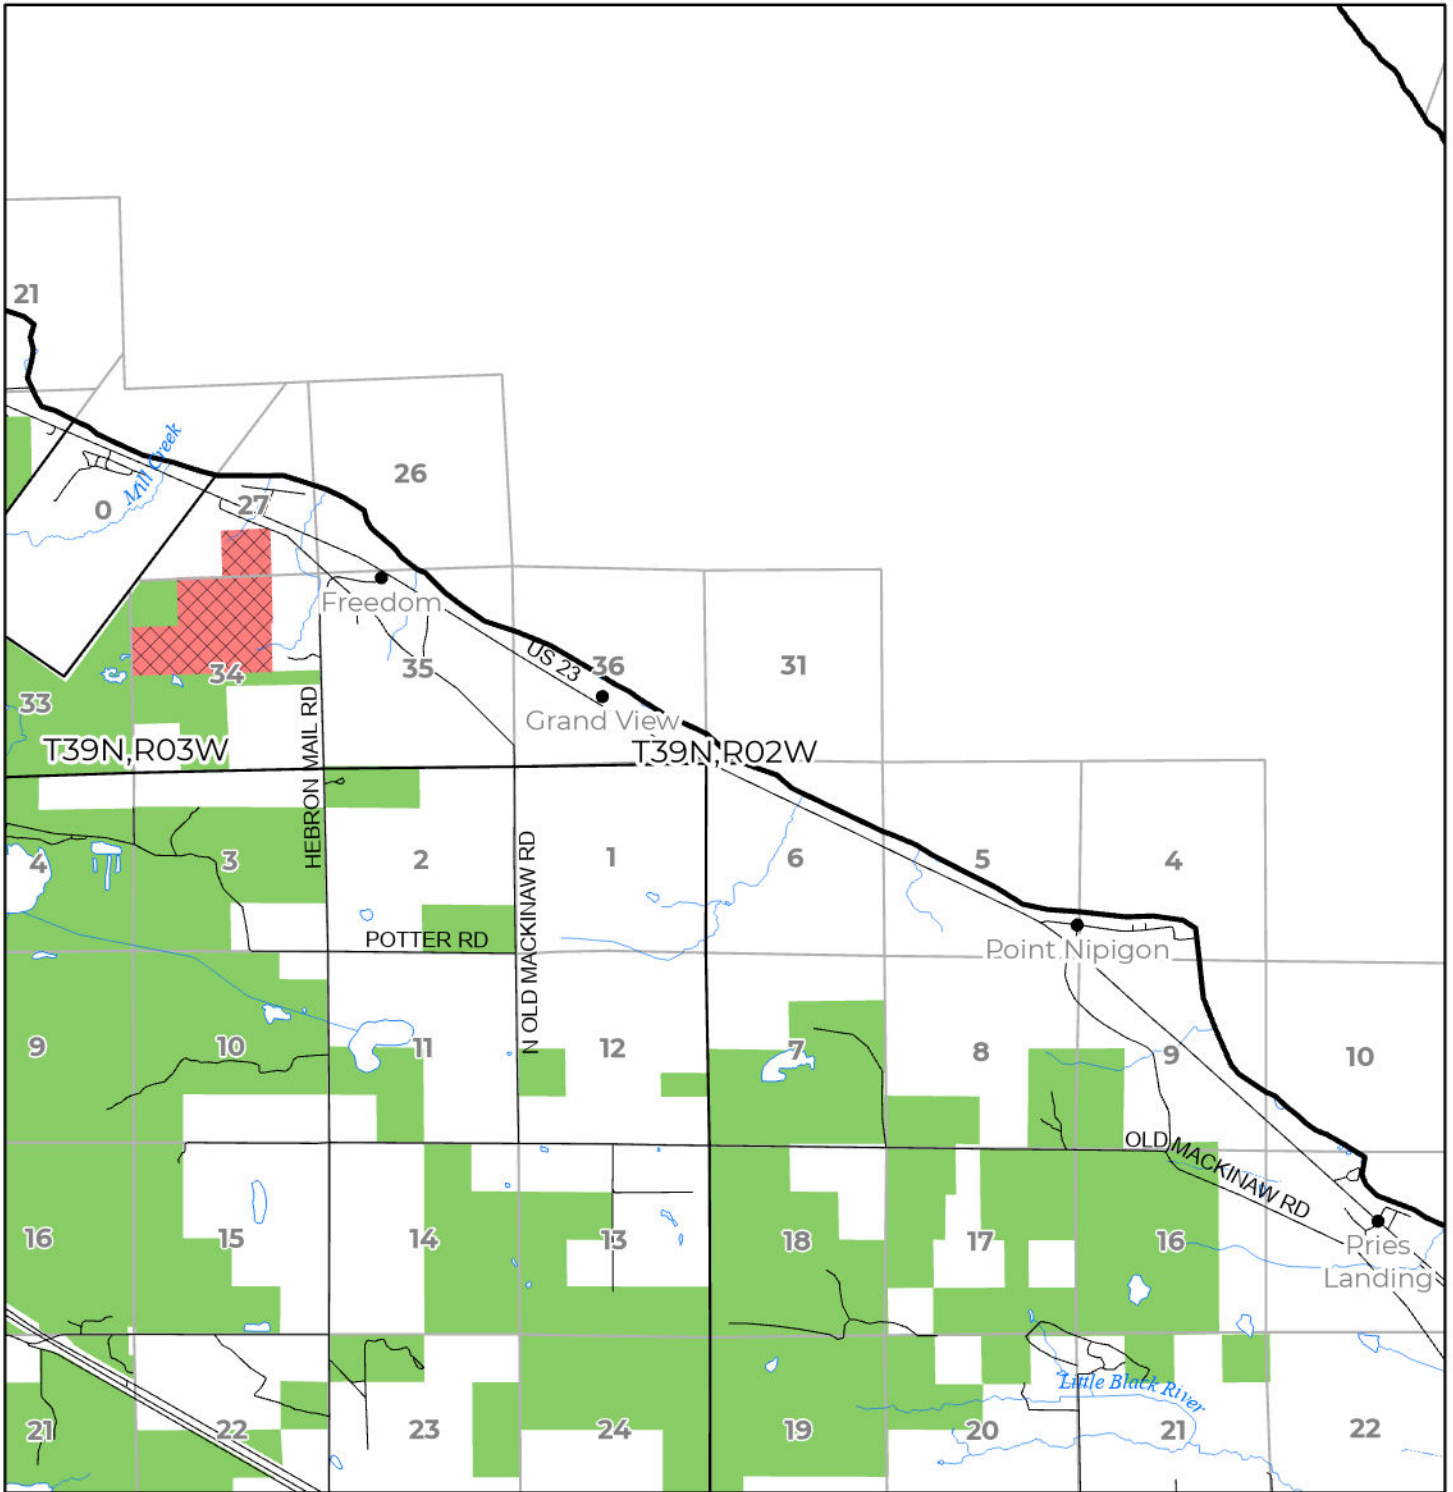 21
26
Mill Creek
0
27
Freedom
34
35
US 23
36
31
33
Grand View
T39N,R03W
T39N,R02W
HEBRON MAIL RD
4
3
2
N OLD MACKINAW RD
1
6
5
4
POTTER RD
Point Nipigon
9
10
11
12
7
8
9
10
OLD MACKINAW RD
16
15
14
13
18
17
16
Pries
Landing
Little Black River
21
22
23
24
19
20
21
22